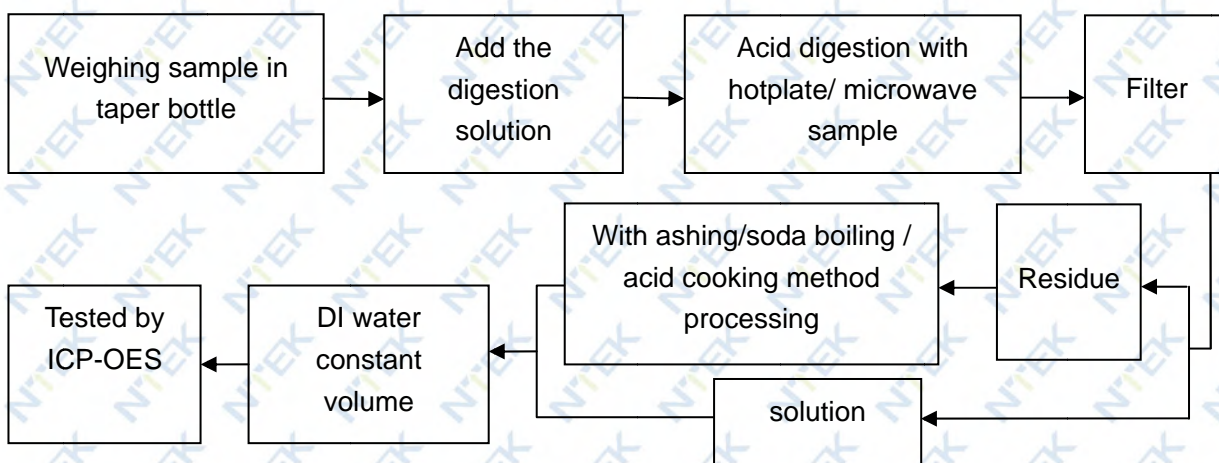 Weighing sample in
taper bottle
Add the
digestion
solution
Acid digestion with
hotplate/ microwave
sample
Filter
With ashing/soda boiling /
acid cooking method
processing
Residue
Tested by
ICP-OES
DI water
constant
volume
solution
NTEK